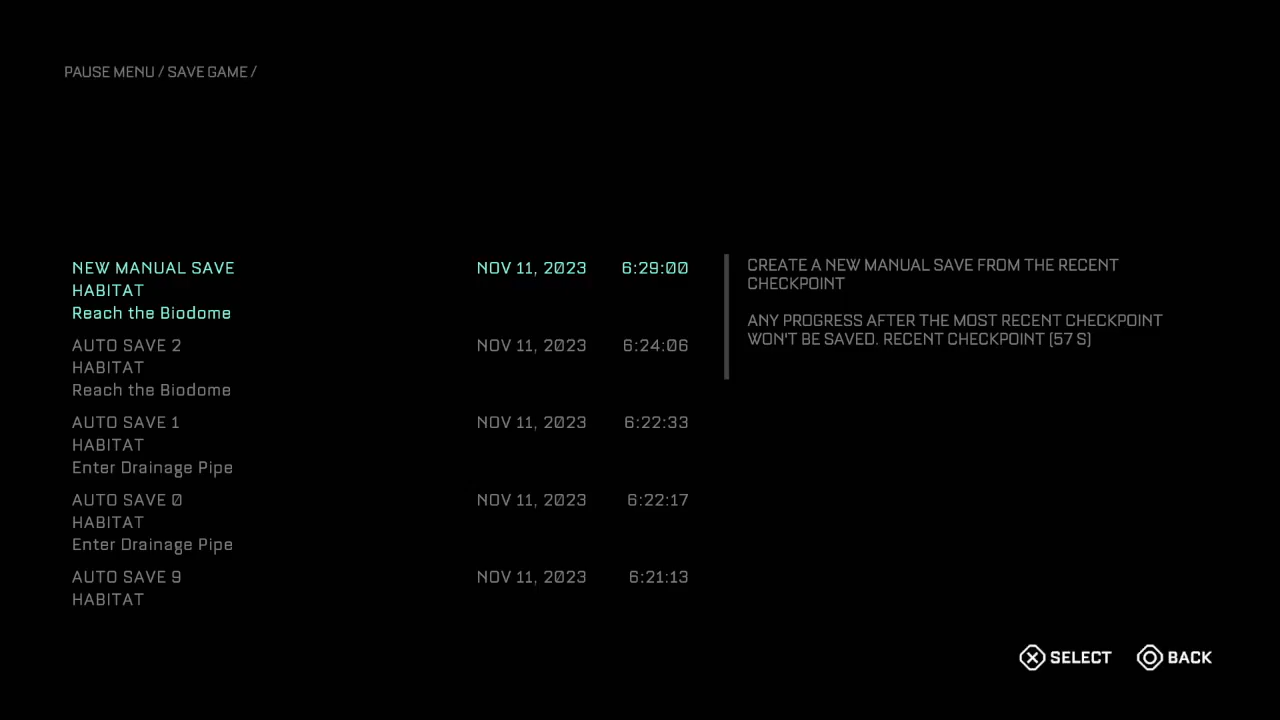 PAUSE MENU / SAVE GAME /
NEW MANUAL SAVE NOV 11, 2023 6:29:00
HABITAT
Reach the Biodome
AUTO SAVE 2 NOV 11, 2023 6:24:06
HABITAT
Reach the Biodome
AUTO SAVE 1 NOV 11, 2023 6:22:33
HABITAT
Enter Drainage Pipe
AUTO SAVE 0 NOV 11, 2023 6:22:17
HABITAT
Enter Drainage Pipe
AUTO SAVE 9 NOV 11, 2023 6:21:13
HABITAT
CREATE A NEW MANUAL SAVE FROM THE RECENT
CHECKPOINT
ANY PROGRESS AFTER THE MOST RECENT CHECKPOINT
WON'T BE SAVED. RECENT CHECKPOINT (57 S)
SELECT BACK